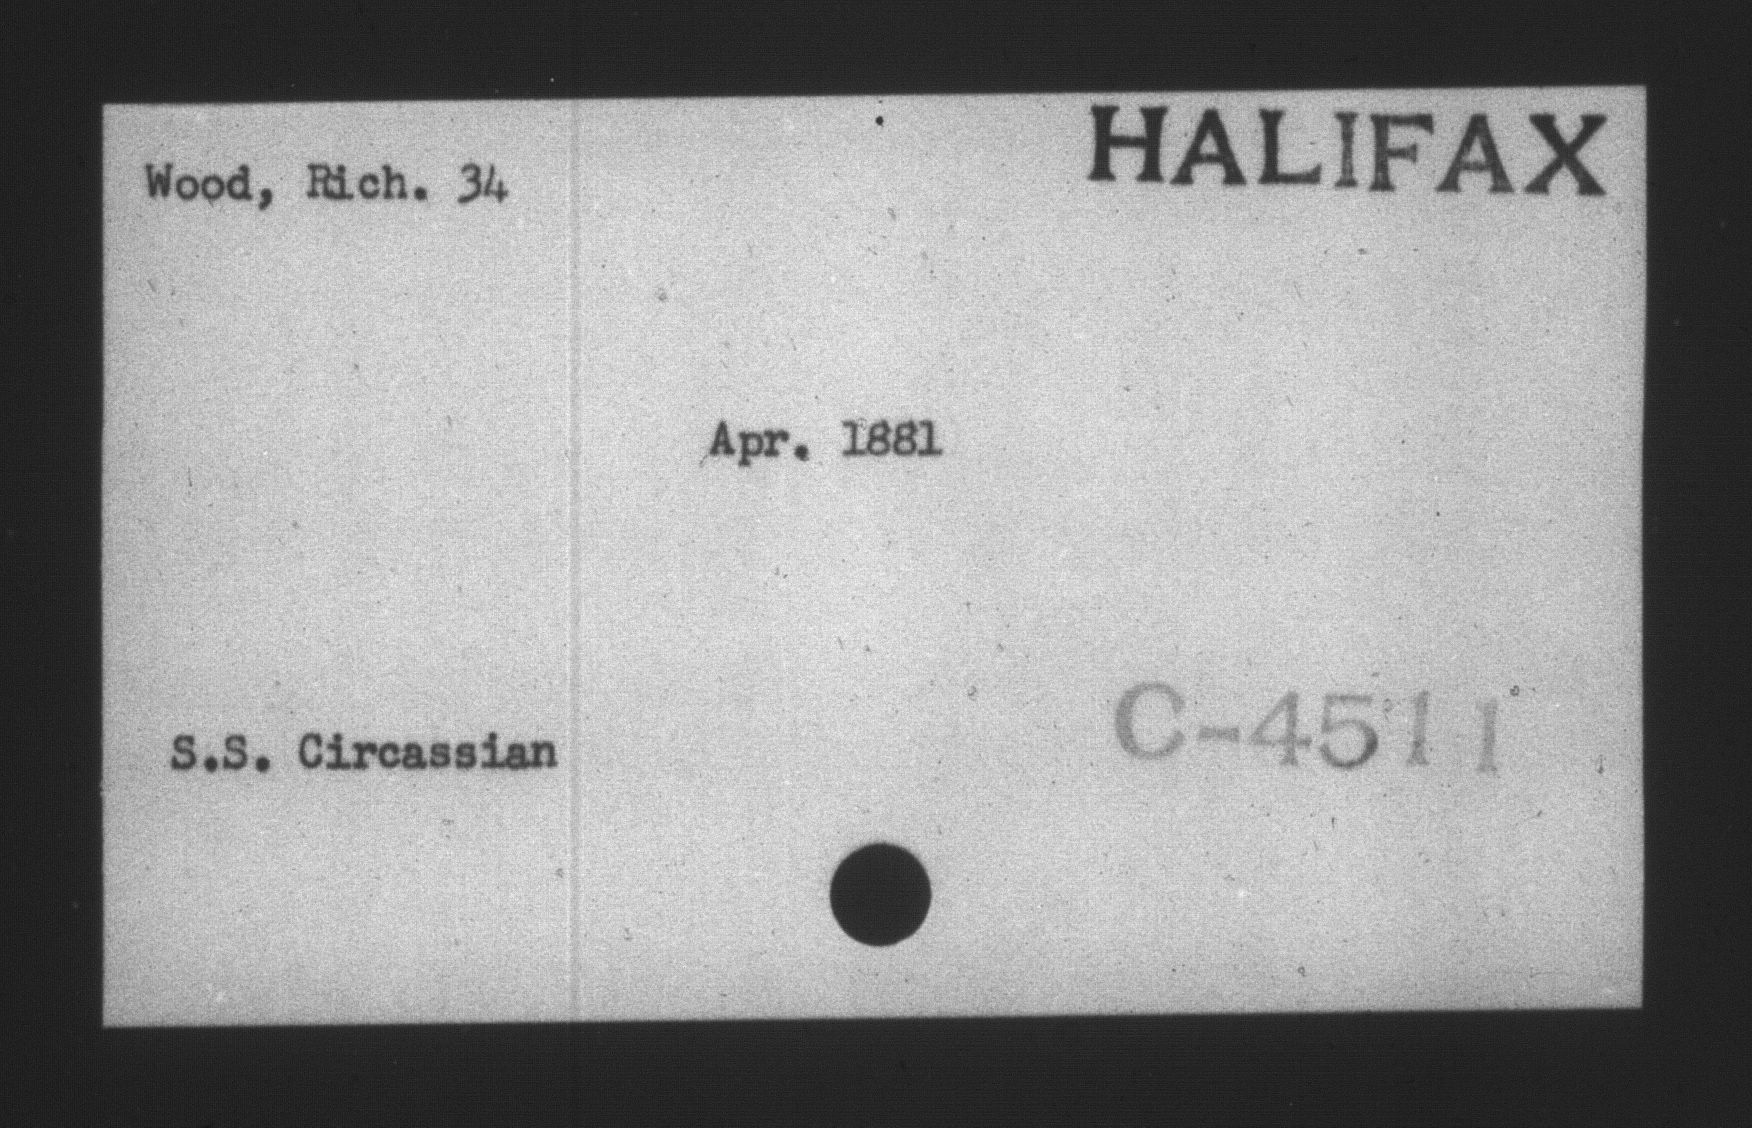 HALIFAX
Wood, Rich. 34
Apr. 1881
S.S. Circassian
C-4511